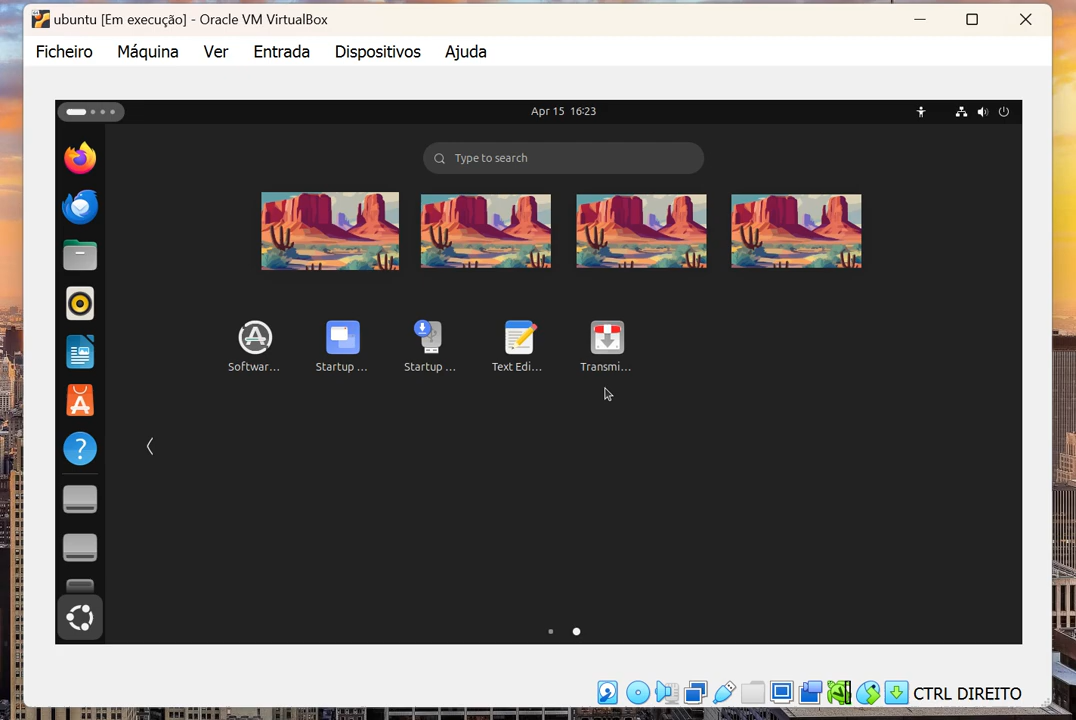 ubuntu [Em execução] - Oracle VM VirtualBox
Ficheiro Máquina Ver Entrada Dispositivos Ajuda
Apr 15 16:23
Type to search
Softwar... Startup ... Startup ... Text Edi... Transmi...
CTRL DIREITO